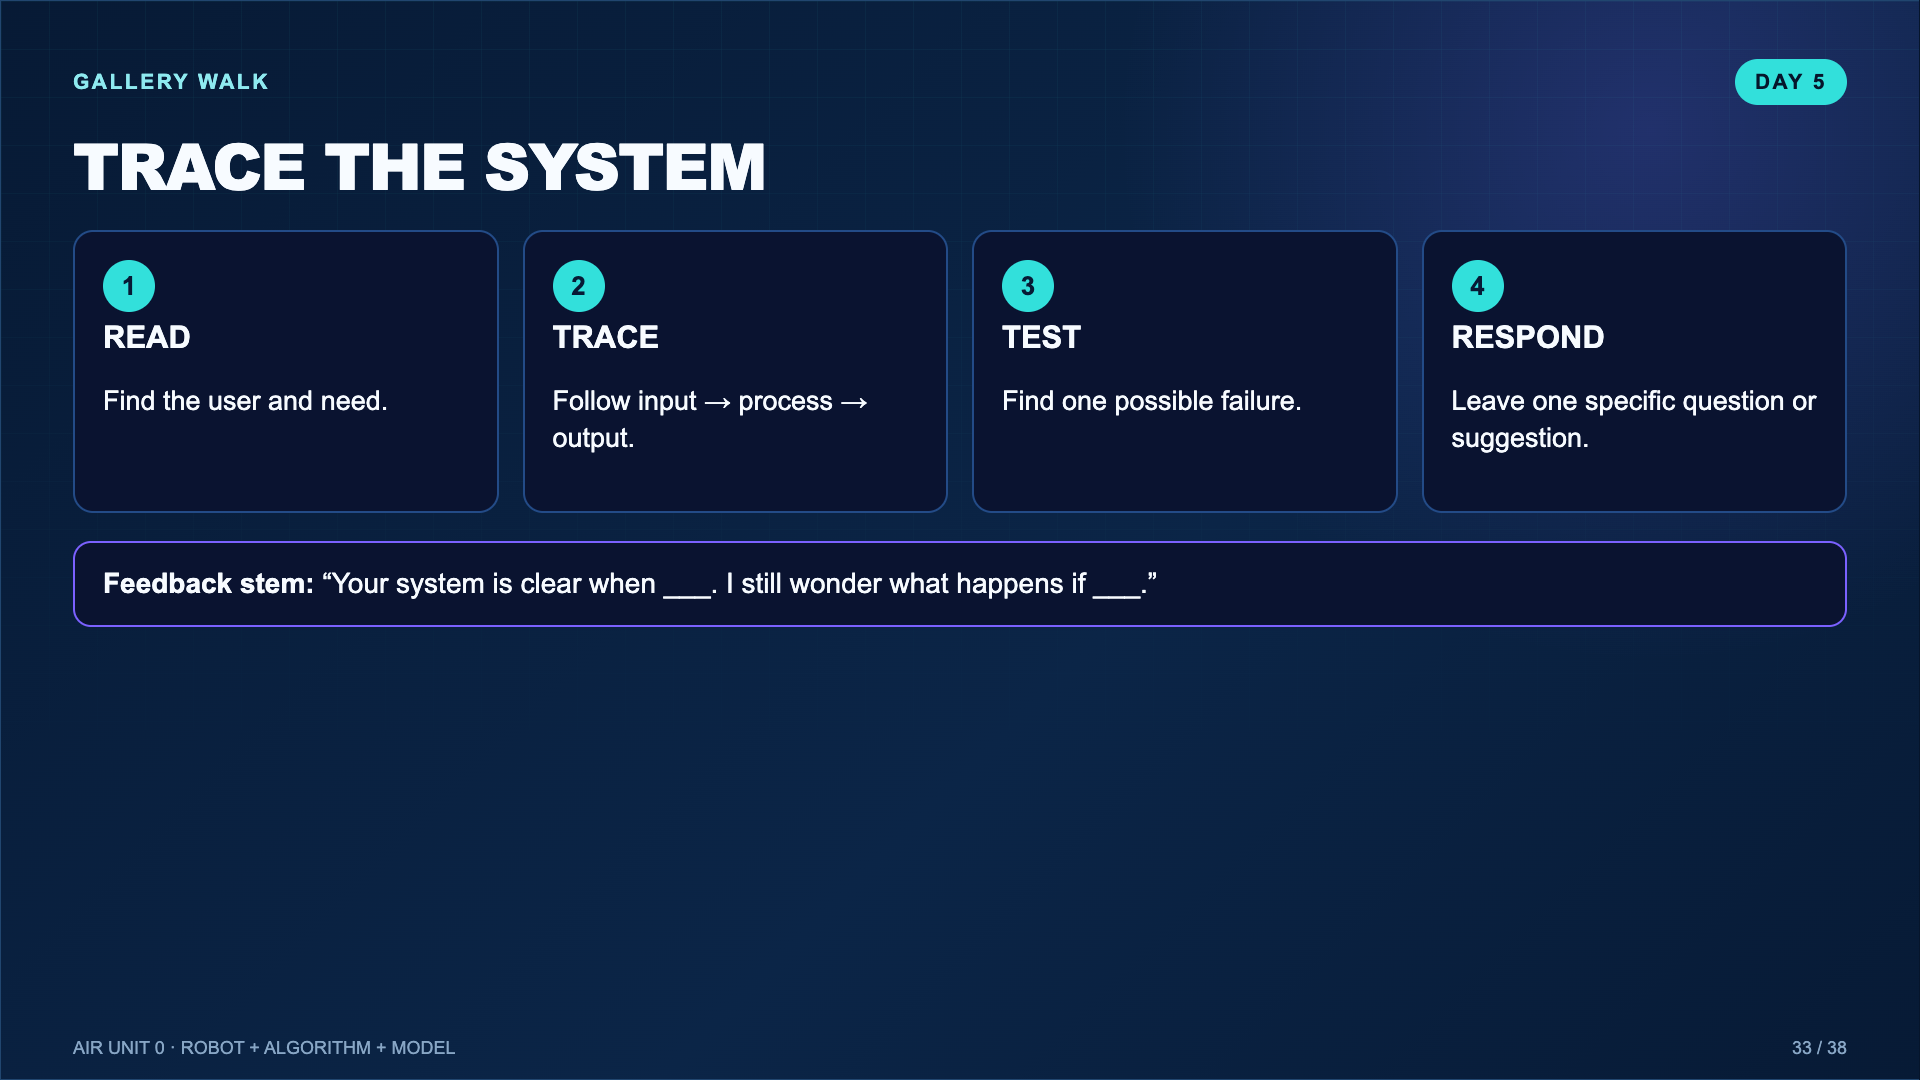 GALLERY WALK
DAY 5
TRACE THE SYSTEM
1
READ
Find the user and need.
2
TRACE
Follow input → process →
output.
3
TEST
Find one possible failure.
4
RESPOND
Leave one specific question or
suggestion.
Feedback stem: “Your system is clear when ___. I still wonder what happens if ___.”
AIR UNIT 0 · ROBOT + ALGORITHM + MODEL
33 / 38